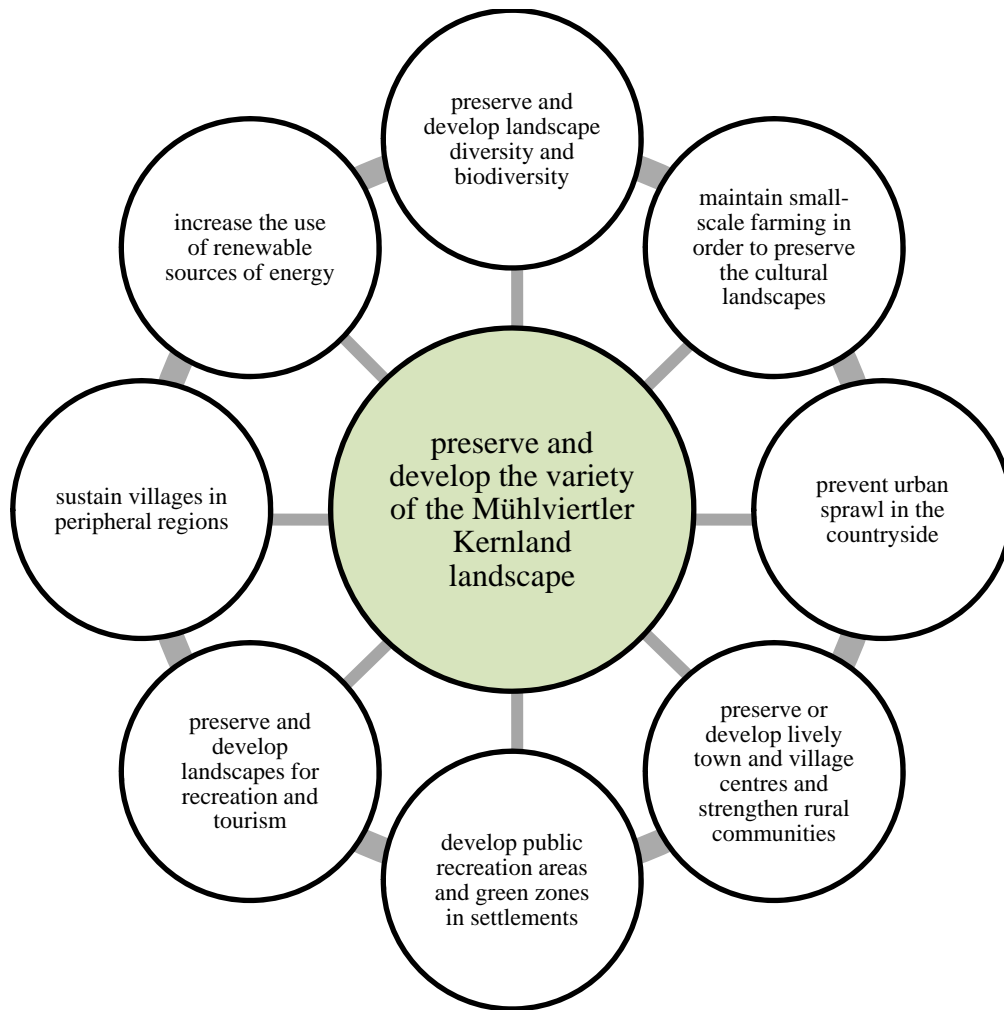 preserve and
develop landscape
diversity and
biodiversity
maintain small-
scale farming in
order to preserve
the cultural
landscapes
prevent urban
sprawl in the
countryside
preserve or
develop lively
town and village
centres and
strengthen rural
communities
develop public
recreation areas
and green zones
in settlements
preserve and
develop
landscapes for
recreation and
tourism
sustain villages in
peripheral regions
increase the use
of renewable
sources of energy
preserve and
develop the variety
of the Mühlviertler
Kernland
landscape